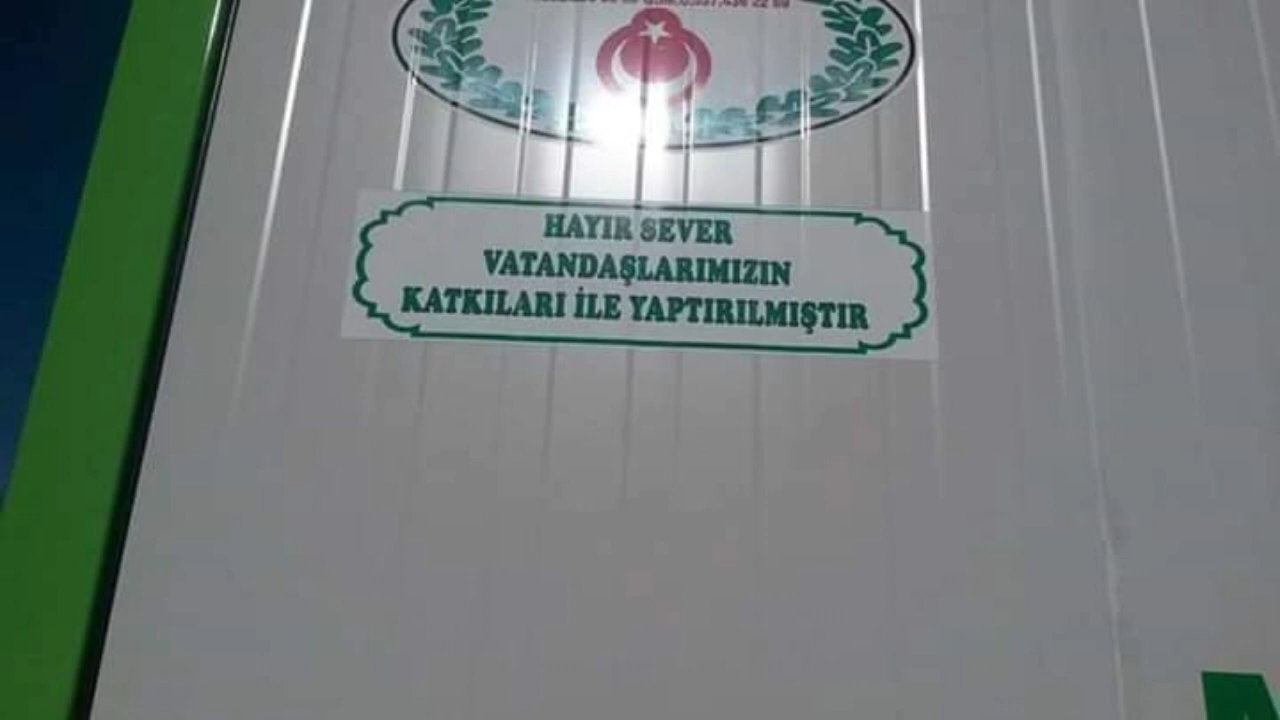 HAYIR SEVER
VATANDAŞLARIMIZIN
KATKILARI İLE YAPTIRILMIŞTIR